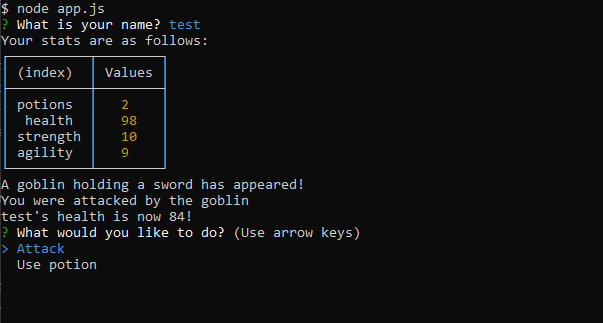 $ node app.js
? What is your name? test
Your stats are as follows:
(index) Values
potions 2
health 98
strength 10
agility 9
A goblin holding a sword has appeared!
You were attacked by the goblin
test's health is now 84!
? What would you like to do? (Use arrow keys)
> Attack
Use potion